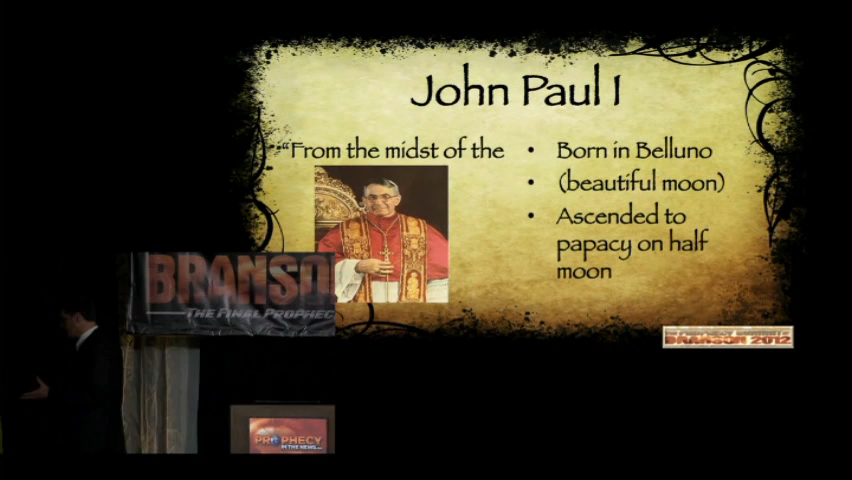 John Paul I
"From the midst of the
• Born in Belluno
• (beautiful moon)
• Ascended to
papacy on half
moon
BRANSO
THE FINAL PROPHEC
BRANSON 2012
PROPHECY
IN THE NEWS